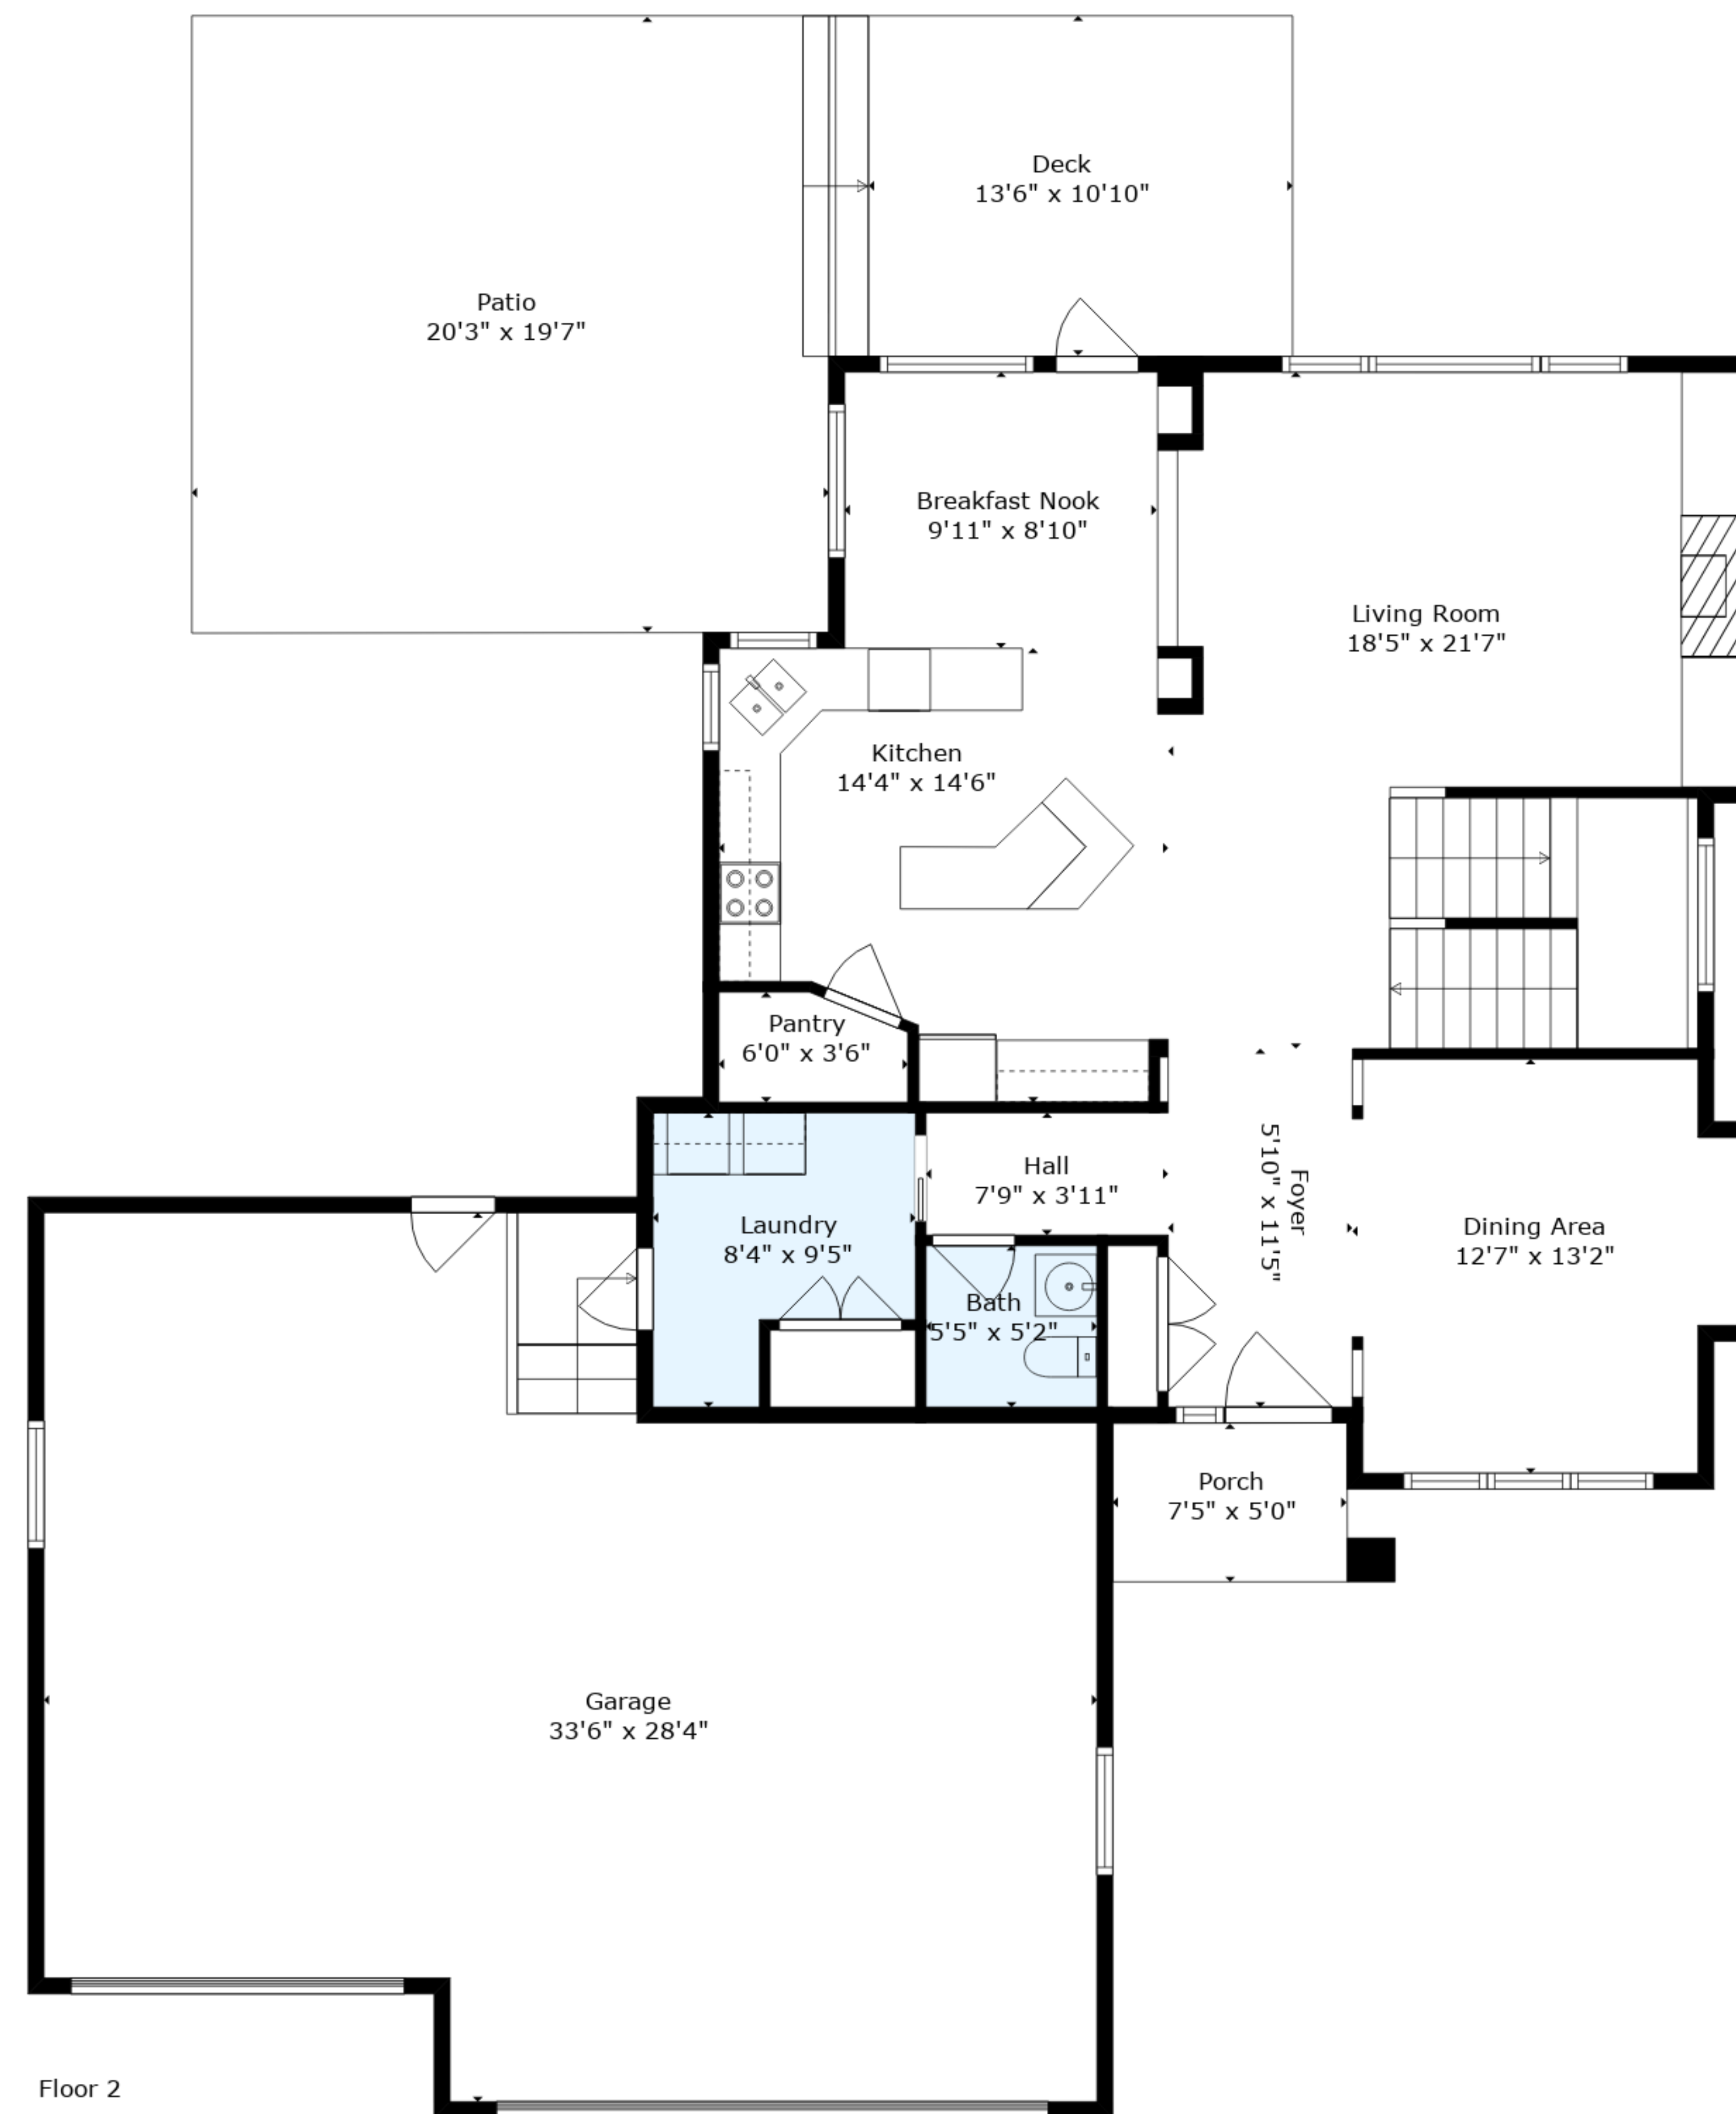 Deck
13'6" x 10'10"
Patio
20'3" x 19'7"
Breakfast Nook
9'11" x 8'10"
Living Room
18'5" x 21'7"
Kitchen
14'4" x 14'6"
Pantry
6'0" x 3'6"
Hall
7'9" x 3'11"
Foyer
5'10" x 11'5"
Laundry
8'4" x 9'5"
Dining Area
12'7" x 13'2"
Bath
5'5" x 5'2"
Porch
7'5" x 5'0"
Garage
33'6" x 28'4"
Floor 2